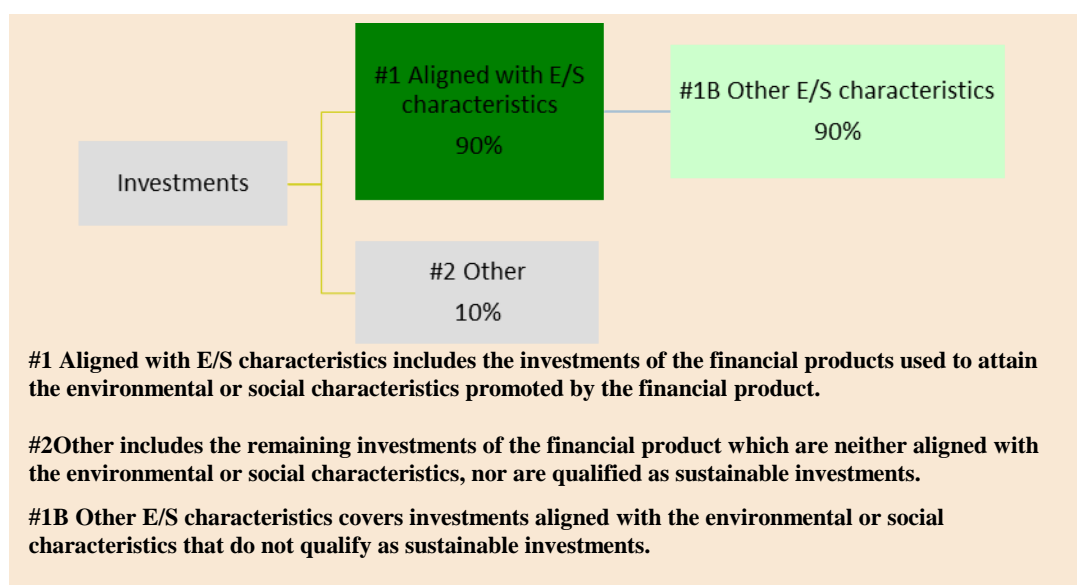 #1 Aligned with E/S
characteristics
90%
#1B Other E/S characteristics
90%
Investments
#2 Other
10%
#1 Aligned with E/S characteristics includes the investments of the financial products used to attain
the environmental or social characteristics promoted by the financial product.
#2Other includes the remaining investments of the financial product which are neither aligned with
the environmental or social characteristics, nor are qualified as sustainable investments.
#1B Other E/S characteristics covers investments aligned with the environmental or social
characteristics that do not qualify as sustainable investments.